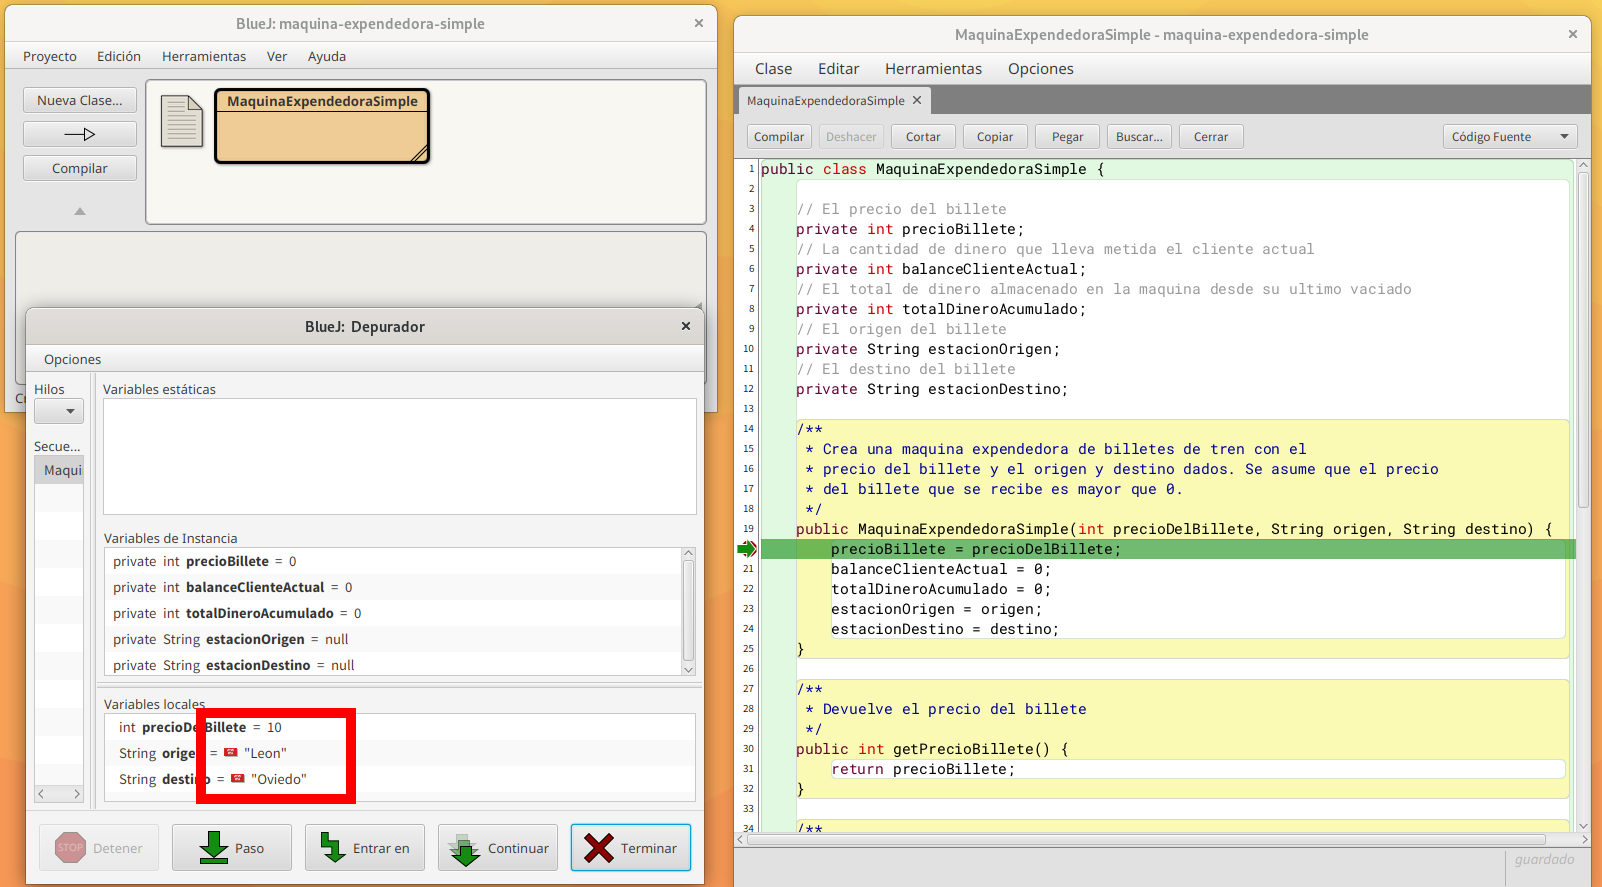 BlueJ: maquina-expendedora-simple
Proyecto Edición Herramientas Ver Ayuda
Nueva Clase...
Compilar
MaquinaExpendedoraSimple
BlueJ: Depurador
Opciones
Hilos
Secue...
Maqui
Variables estáticas
Variables de Instancia
private int precioBillete = 0
private int balanceClienteActual = 0
private int totalDineroAcumulado = 0
private String estacionOrigen = null
private String estacionDestino = null
Variables locales
int precioDelBillete = 10
String origen = "Leon"
String destino = "Oviedo"
STOP Detener Paso Entrar en Continuar Terminar
MaquinaExpendedoraSimple - maquina-expendedora-simple
Clase Editar Herramientas Opciones
MaquinaExpendedoraSimple
Compilar Deshacer Cortar Copiar Pegar Buscar... Cerrar Código Fuente
1 public class MaquinaExpendedoraSimple {
2
3 // El precio del billete
4 private int precioBillete;
5 // La cantidad de dinero que lleva metida el cliente actual
6 private int balanceClienteActual;
7 // El total de dinero almacenado en la maquina desde su ultimo vaciado
8 private int totalDineroAcumulado;
9 // El origen del billete
10 private String estacionOrigen;
11 // El destino del billete
12 private String estacionDestino;
13
14 /**
15 * Crea una maquina expendedora de billetes de tren con el
16 * precio del billete y el origen y destino dados. Se asume que el precio
17 * del billete que se recibe es mayor que 0.
18 */
19 public MaquinaExpendedoraSimple(int precioDelBillete, String origen, String destino) {
precioBillete = precioDelBillete;
21 balanceClienteActual = 0;
22 totalDineroAcumulado = 0;
23 estacionOrigen = origen;
24 estacionDestino = destino;
25 }
26
27 /**
28 * Devuelve el precio del billete
29 */
30 public int getPrecioBillete() {
31 return precioBillete;
32 }
33
34 /**
guardado